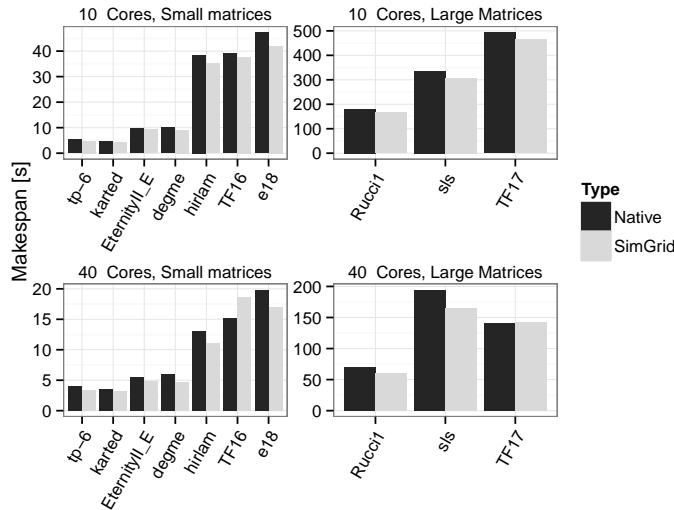 10 Cores, Small matrices
10 Cores, Large Matrices
40
30
20
10
0
500
400
300
200
100
0
tp−6
karted
EternityII_E
degme
hirlam
TF16
e18
Rucci1
sls
TF17
Makespan [s]
Type
Native
SimGrid
40 Cores, Small matrices
40 Cores, Large Matrices
20
15
10
5
0
200
150
100
50
0
tp−6
karted
EternityII_E
degme
hirlam
TF16
e18
Rucci1
sls
TF17